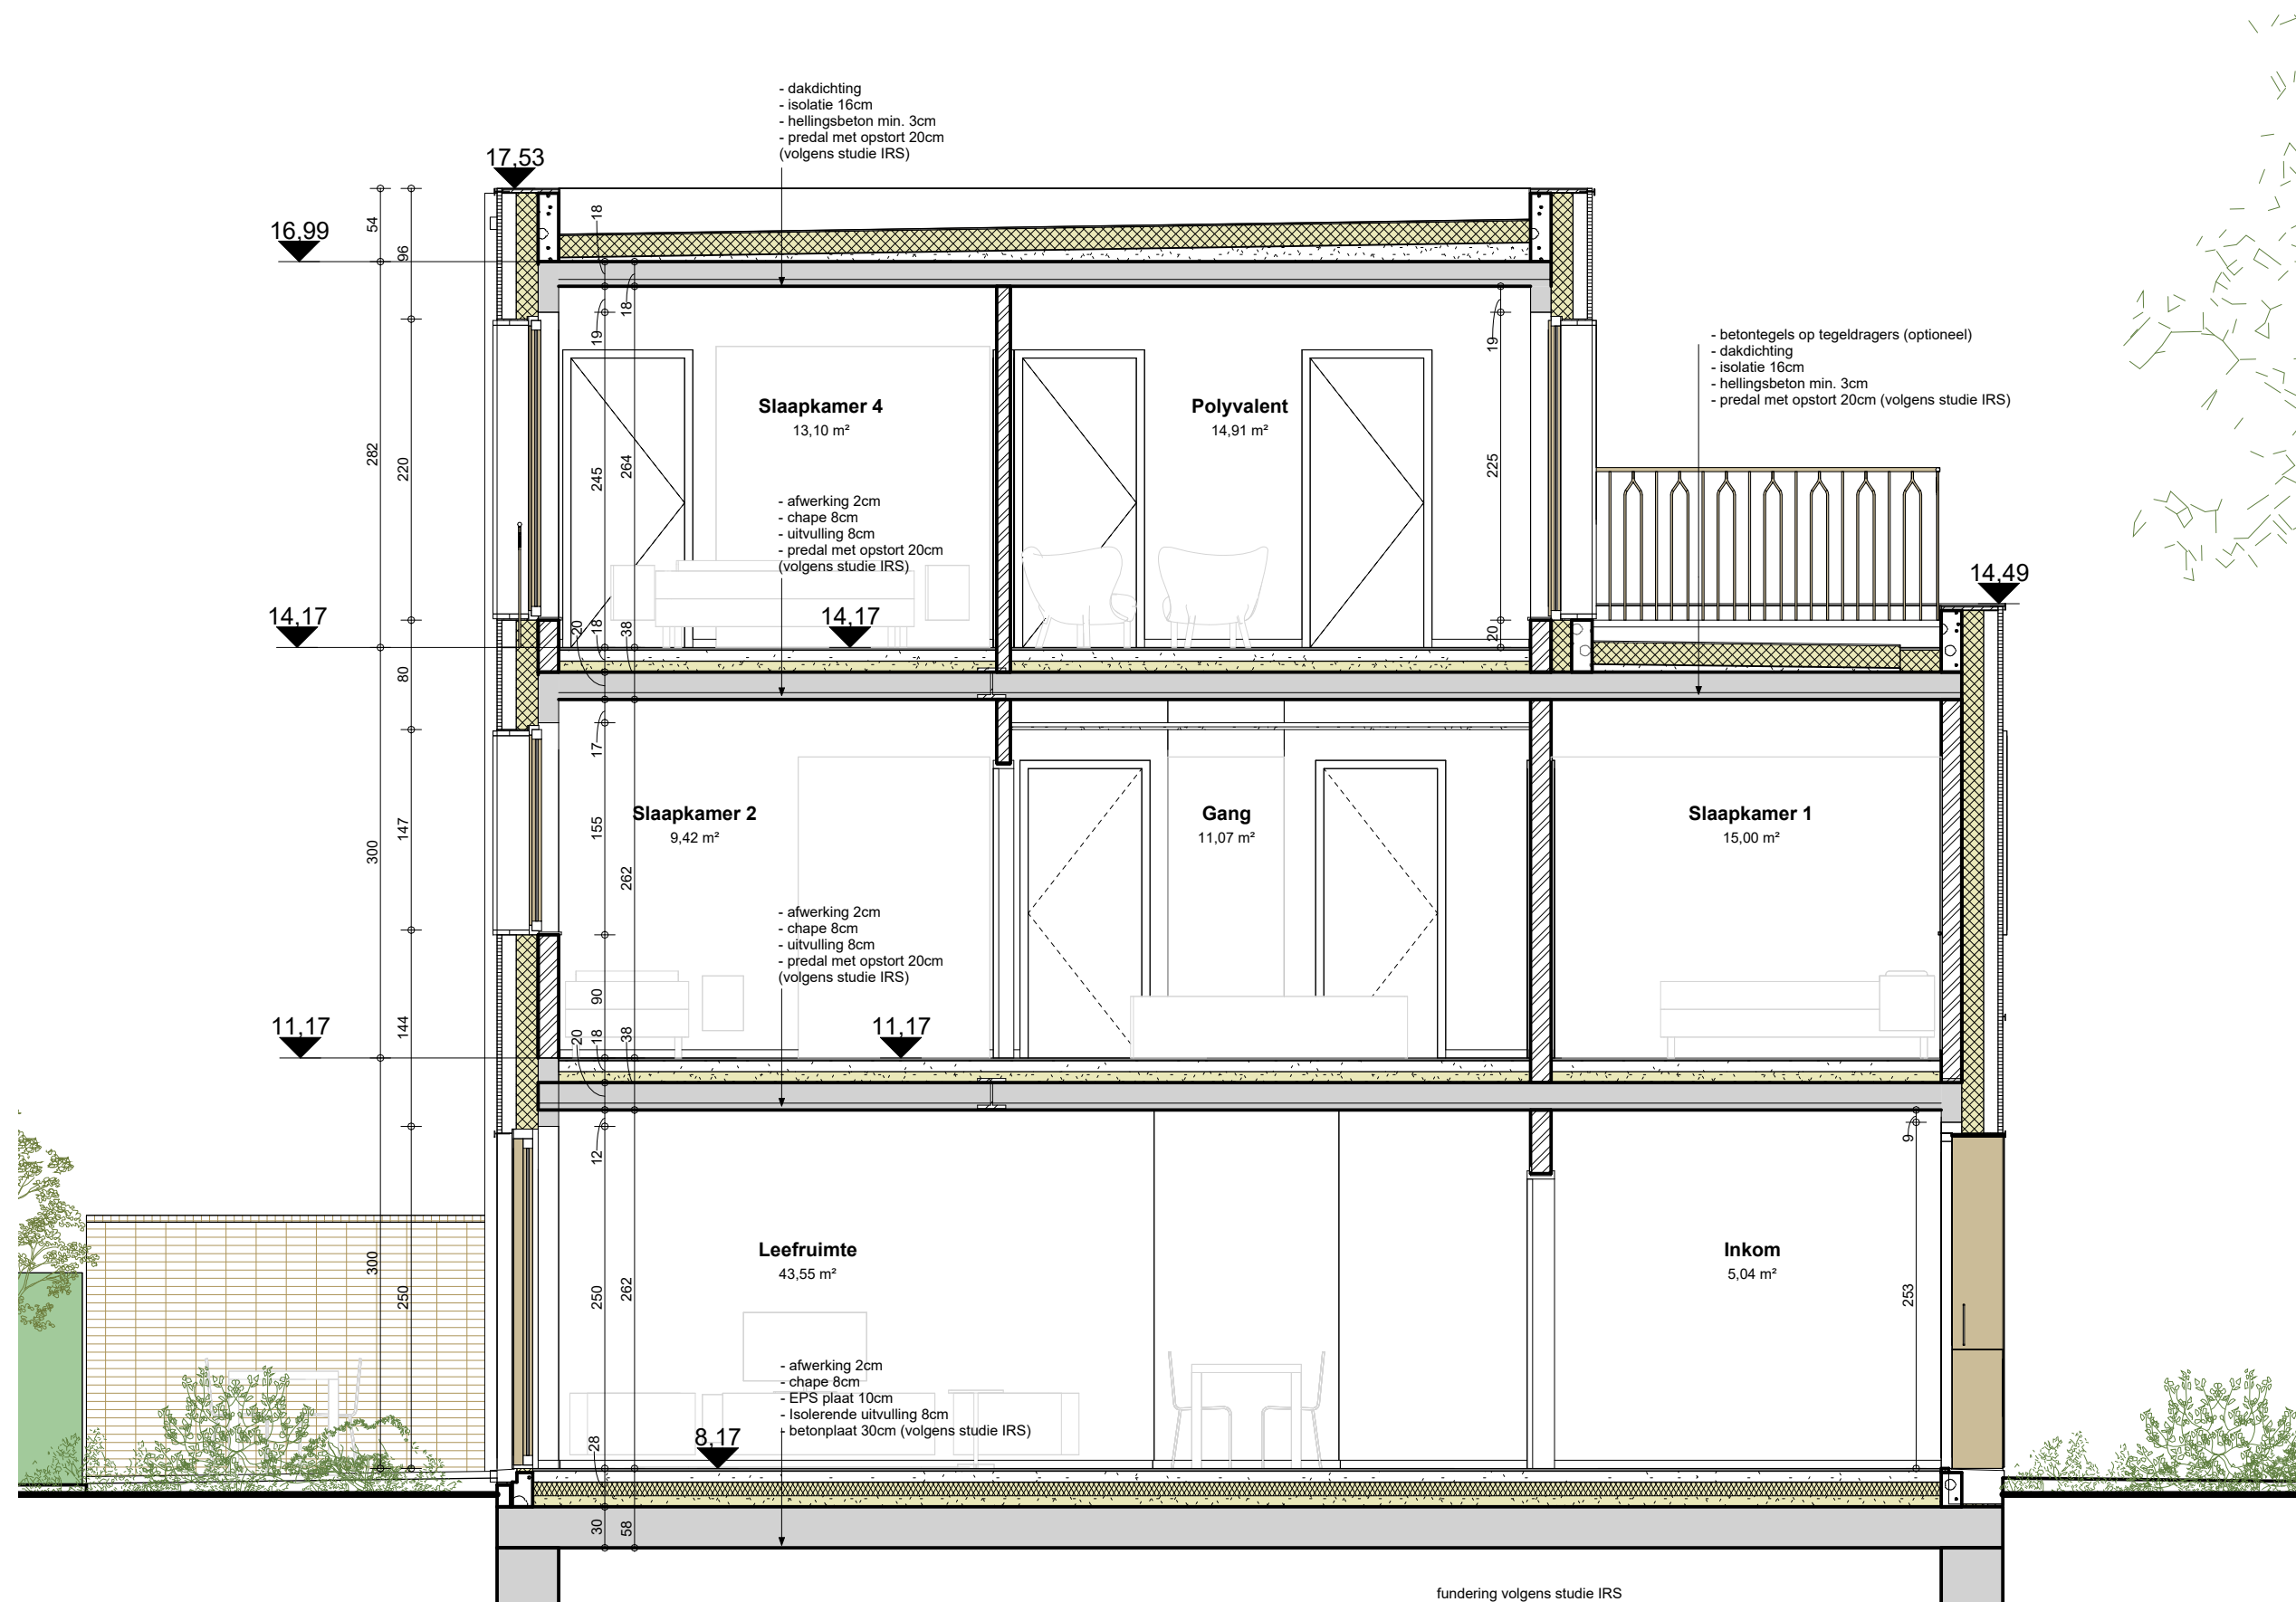 - dakdichting
- isolatie 16cm
- hellingsbeton min. 3cm
- predal met opstort 20cm
(volgens studie IRS)
17,53
16,99
54
96
18
18
19
19
- betontegels op tegeldragers (optioneel)
- dakdichting
- isolatie 16cm
- hellingsbeton min. 3cm
- predal met opstort 20cm (volgens studie IRS)
Slaapkamer 4
13,10 m²
Polyvalent
14,91 m²
282
220
245
264
225
- afwerking 2cm
- chape 8cm
- uitvulling 8cm
- predal met opstort 20cm
(volgens studie IRS)
14,49
14,17
14,17
20
18
38
20
80
17
Slaapkamer 2
9,42 m²
Gang
11,07 m²
Slaapkamer 1
15,00 m²
300
147
155
262
- afwerking 2cm
- chape 8cm
- uitvulling 8cm
- predal met opstort 20cm
(volgens studie IRS)
90
144
11,17
11,17
20
18
38
12
9
Leefruimte
43,55 m²
Inkom
5,04 m²
300
250
250
262
253
- afwerking 2cm
- chape 8cm
- EPS plaat 10cm
- Isolerende uitvulling 8cm
- betonplaat 30cm (volgens studie IRS)
8,17
28
30
58
fundering volgens studie IRS